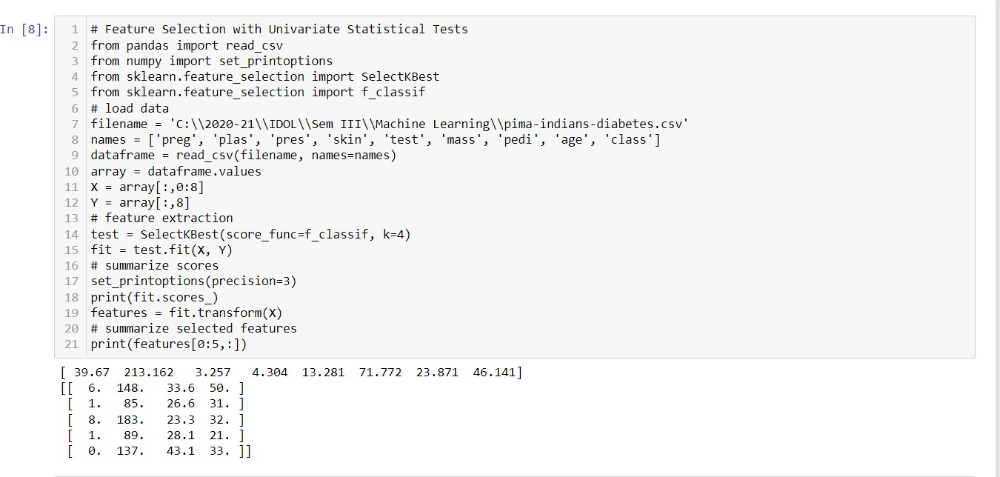 In [8]:
1 # Feature Selection with Univariate Statistical Tests
2 from pandas import read_csv
3 from numpy import set_printoptions
4 from sklearn.feature_selection import SelectKBest
5 from sklearn.feature_selection import f_classif
6 # load data
7 filename = 'C:\\2020-21\\IDOL\\Sem III\\Machine Learning\\pima-indians-diabetes.csv'
8 names = ['preg', 'plas', 'pres', 'skin', 'test', 'mass', 'pedi', 'age', 'class']
9 dataframe = read_csv(filename, names=names)
10 array = dataframe.values
11 X = array[:,0:8]
12 Y = array[:,8]
13 # feature extraction
14 test = SelectKBest(score_func=f_classif, k=4)
15 fit = test.fit(X, Y)
16 # summarize scores
17 set_printoptions(precision=3)
18 print(fit.scores_)
19 features = fit.transform(X)
20 # summarize selected features
21 print(features[0:5,:])
[ 39.67  213.162   3.257   4.304  13.281  71.772  23.871  46.141]
[[  6.  148.   33.6  50. ]
 [  1.   85.   26.6  31. ]
 [  8.  183.   23.3  32. ]
 [  1.   89.   28.1  21. ]
 [  0.  137.   43.1  33. ]]